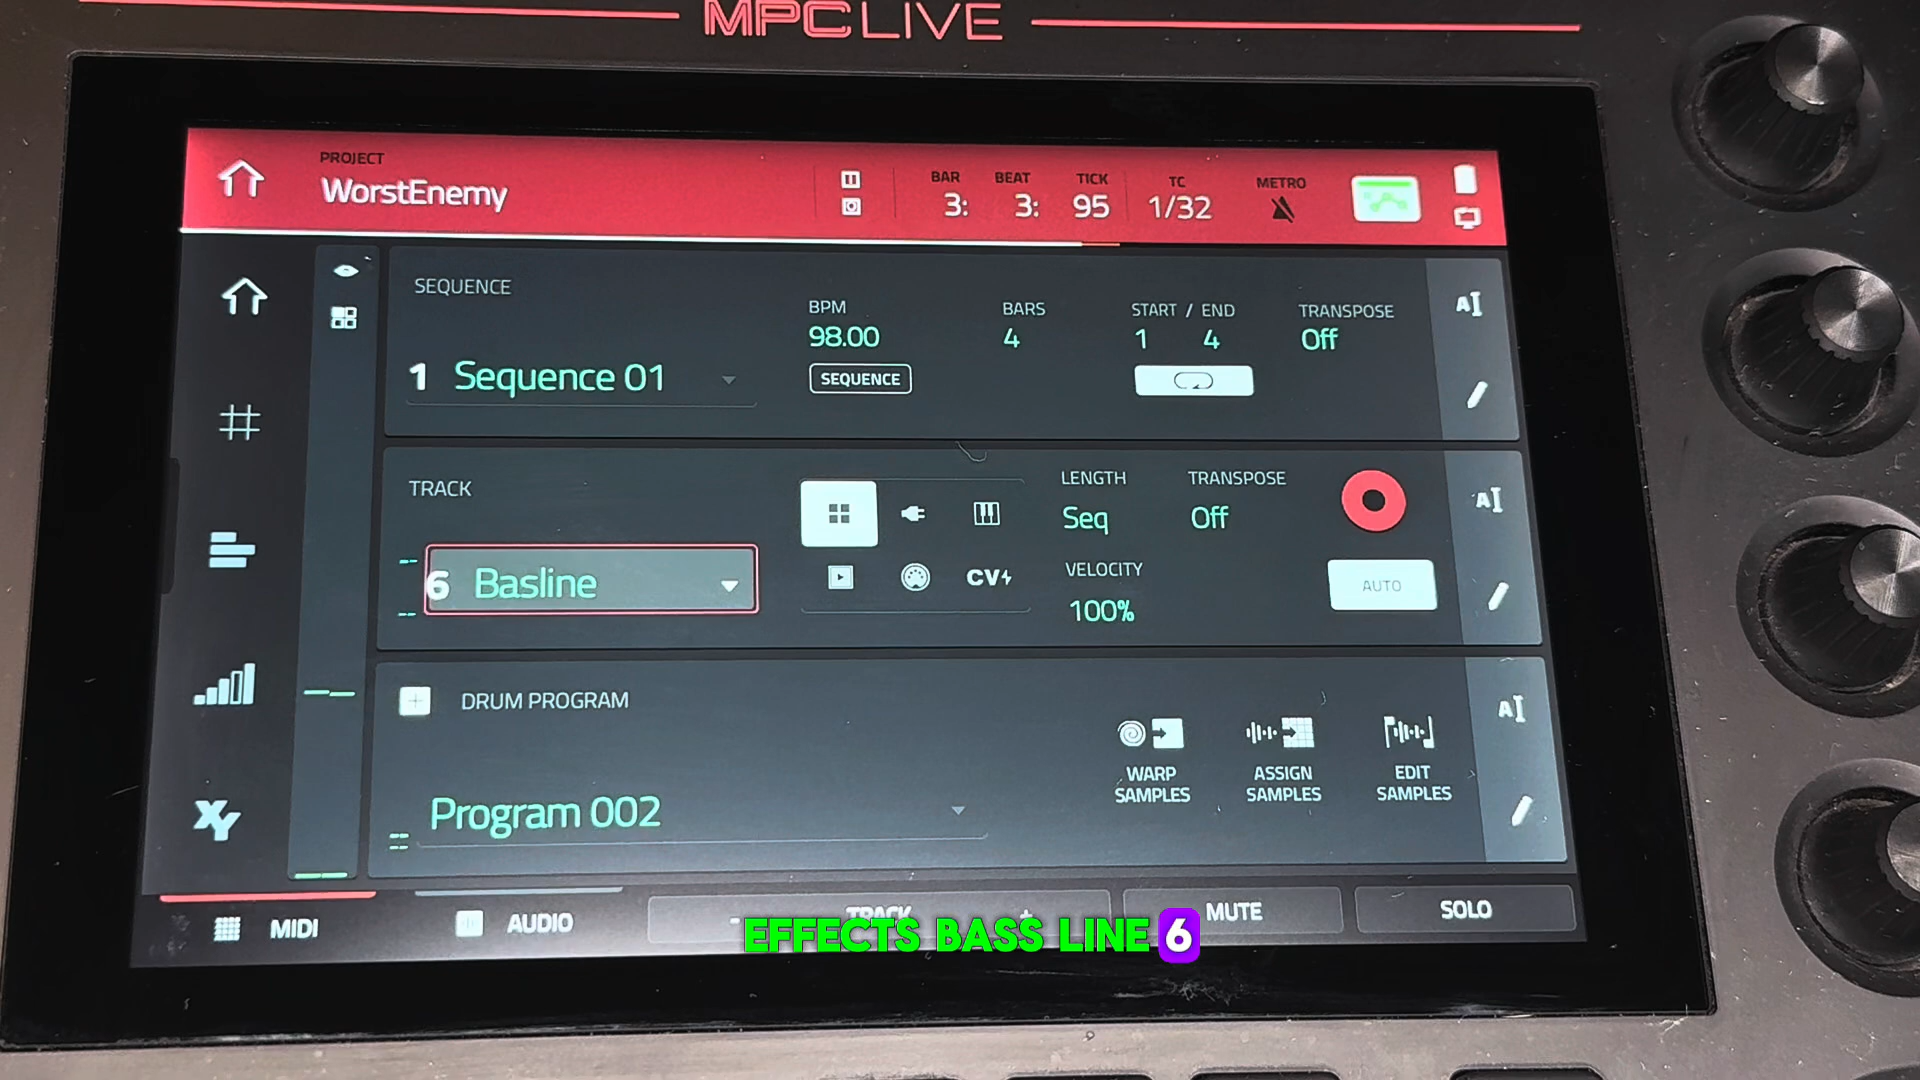 MPC LIVE
PROJECT
WorstEnemy
BAR
3:
BEAT
3:
TICK
95
TC
1/32
METRO
SEQUENCE
1 Sequence 01
BPM
98.00
SEQUENCE
BARS
4
START / END
1 4
TRANSPOSE
Off
TRACK
6 Basline
CV
LENGTH
Seq
TRANSPOSE
Off
VELOCITY
100%
AUTO
DRUM PROGRAM
Program 002
WARP
SAMPLES
ASSIGN
SAMPLES
EDIT
SAMPLES
XY
MIDI
AUDIO
- TRACK +
MUTE
SOLO
EFFECTS BASS LINE 6